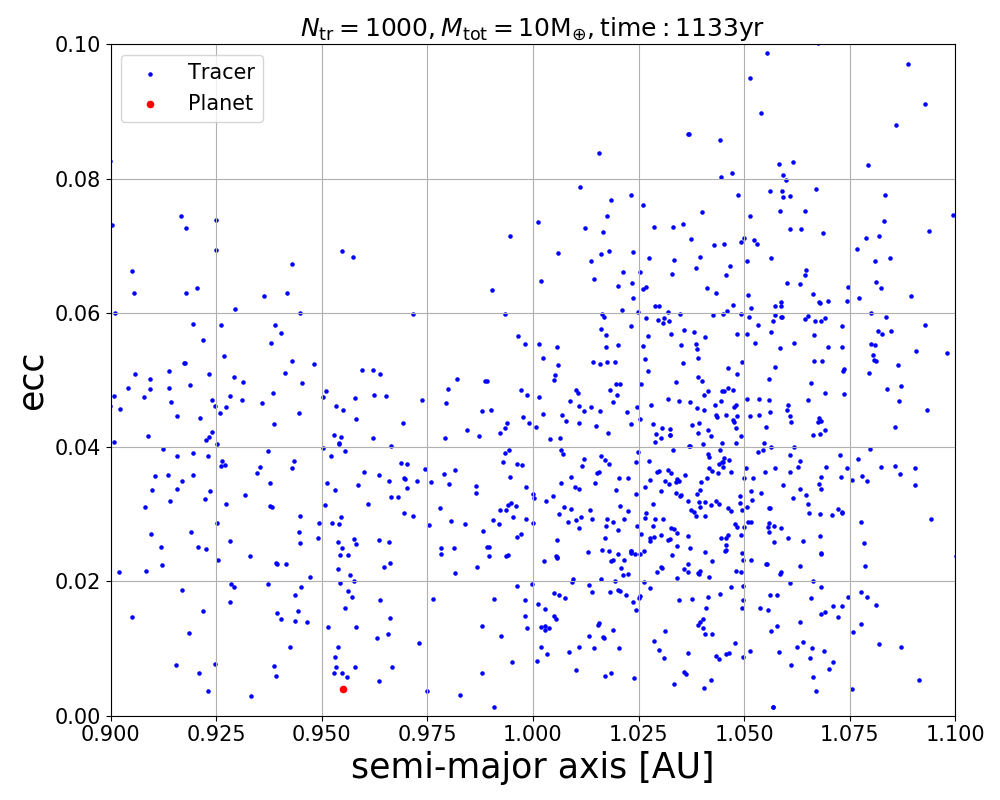 N_tr = 1000, M_tot = 10M_⊕, time : 1133yr
Tracer
Planet
ecc
0.10
0.08
0.06
0.04
0.02
0.00
0.900 0.925 0.950 0.975 1.000 1.025 1.050 1.075 1.100
semi-major axis [AU]